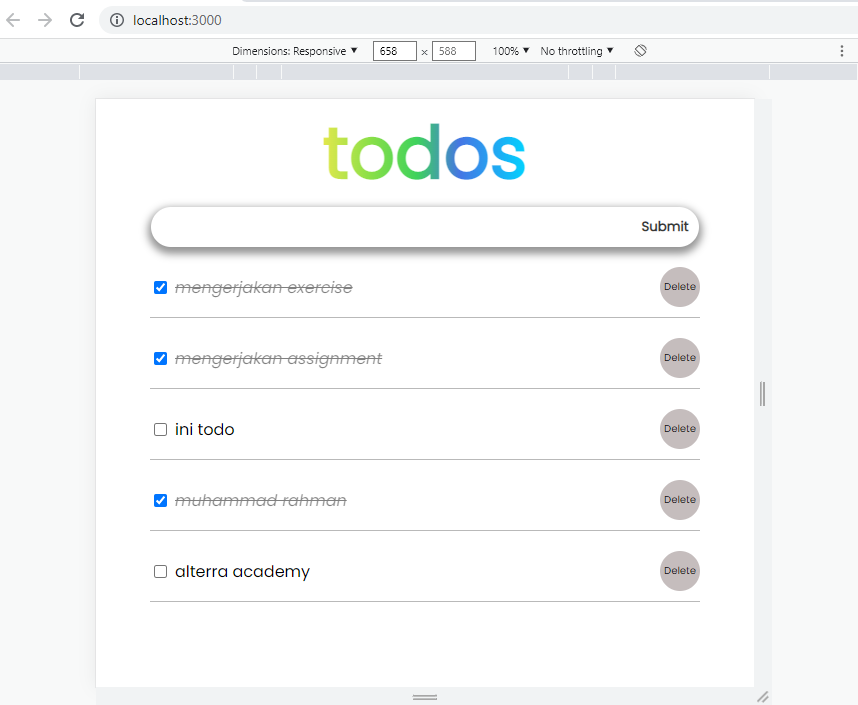 localhost:3000
Dimensions: Responsive ▼ 658 x 588 100% ▼ No throttling ▼
todos
Submit
mengerjakan exercise Delete
mengerjakan assignment Delete
ini todo Delete
muhammad rahman Delete
alterra academy Delete